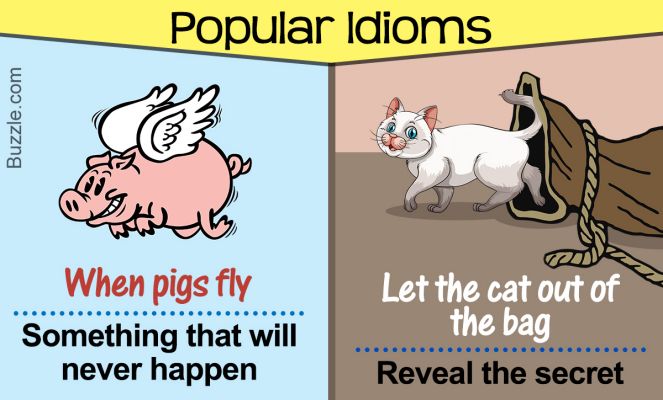 Popular Idioms
Buzzle.com
When pigs fly
Something that will
never happen
Let the cat out of
the bag
Reveal the secret